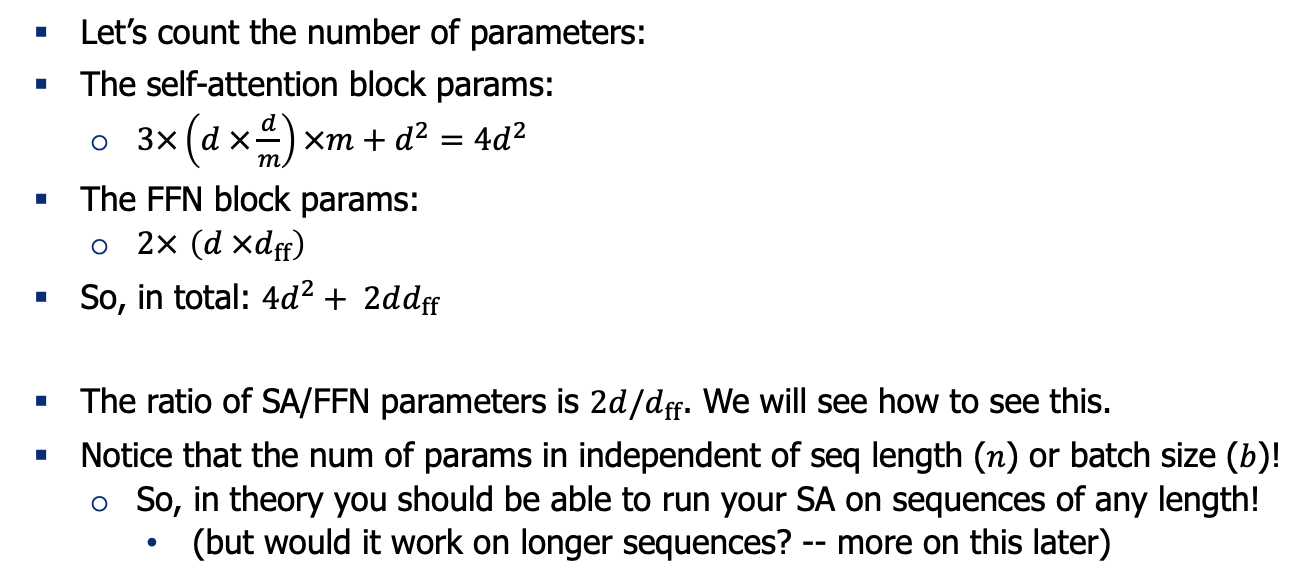 ▪ Let's count the number of parameters:
▪ The self-attention block params:
○ 3× (d × d/m) ×m + d² = 4d²
▪ The FFN block params:
○ 2× (d ×d_ff)
▪ So, in total: 4d² + 2dd_ff
▪ The ratio of SA/FFN parameters is 2d/d_ff. We will see how to see this.
▪ Notice that the num of params in independent of seq length (n) or batch size (b)!
○ So, in theory you should be able to run your SA on sequences of any length!
• (but would it work on longer sequences? -- more on this later)